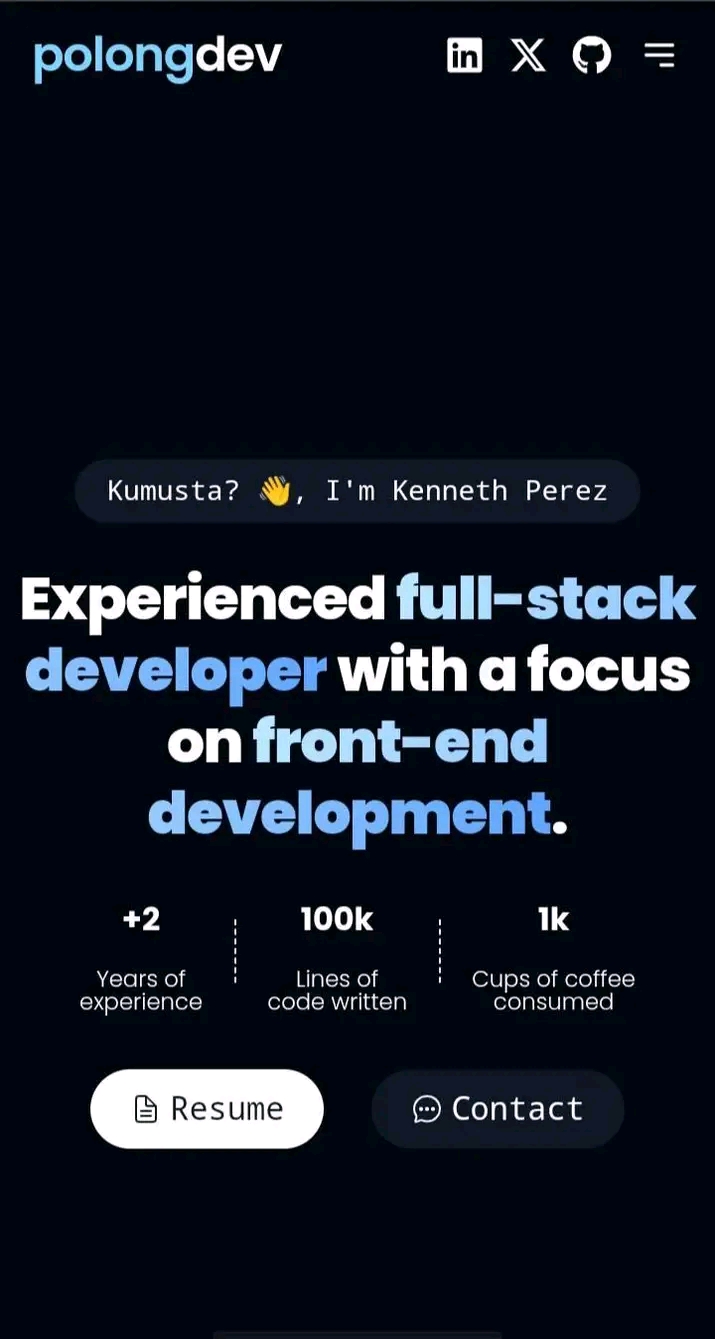 polongdev
Kumusta? 👋, I'm Kenneth Perez
Experienced full-stack
developer with a focus
on front-end
development.
+2
Years of
experience
100k
Lines of
code written
1k
Cups of coffee
consumed
Resume
Contact